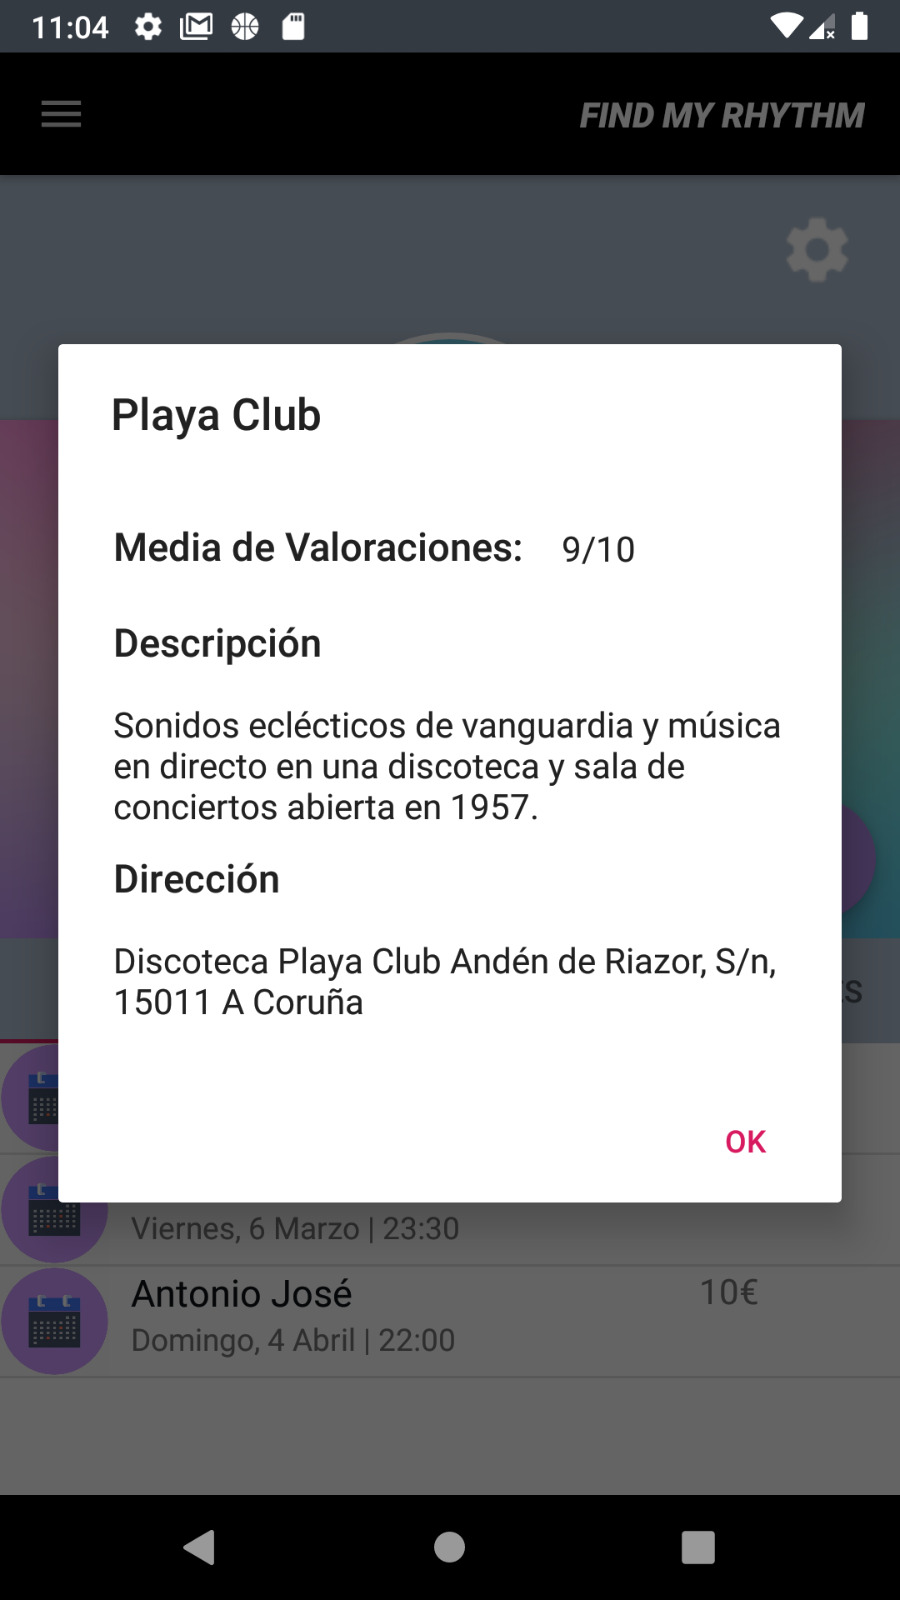 11:04
FIND MY RHYTHM
Playa Club
Media de Valoraciones: 9/10
Descripción
Sonidos eclécticos de vanguardia y música
en directo en una discoteca y sala de
conciertos abierta en 1957.
Dirección
Discoteca Playa Club Andén de Riazor, S/n,
15011 A Coruña
OK
Viernes, 6 Marzo | 23:30
Antonio José 10€
Domingo, 4 Abril | 22:00